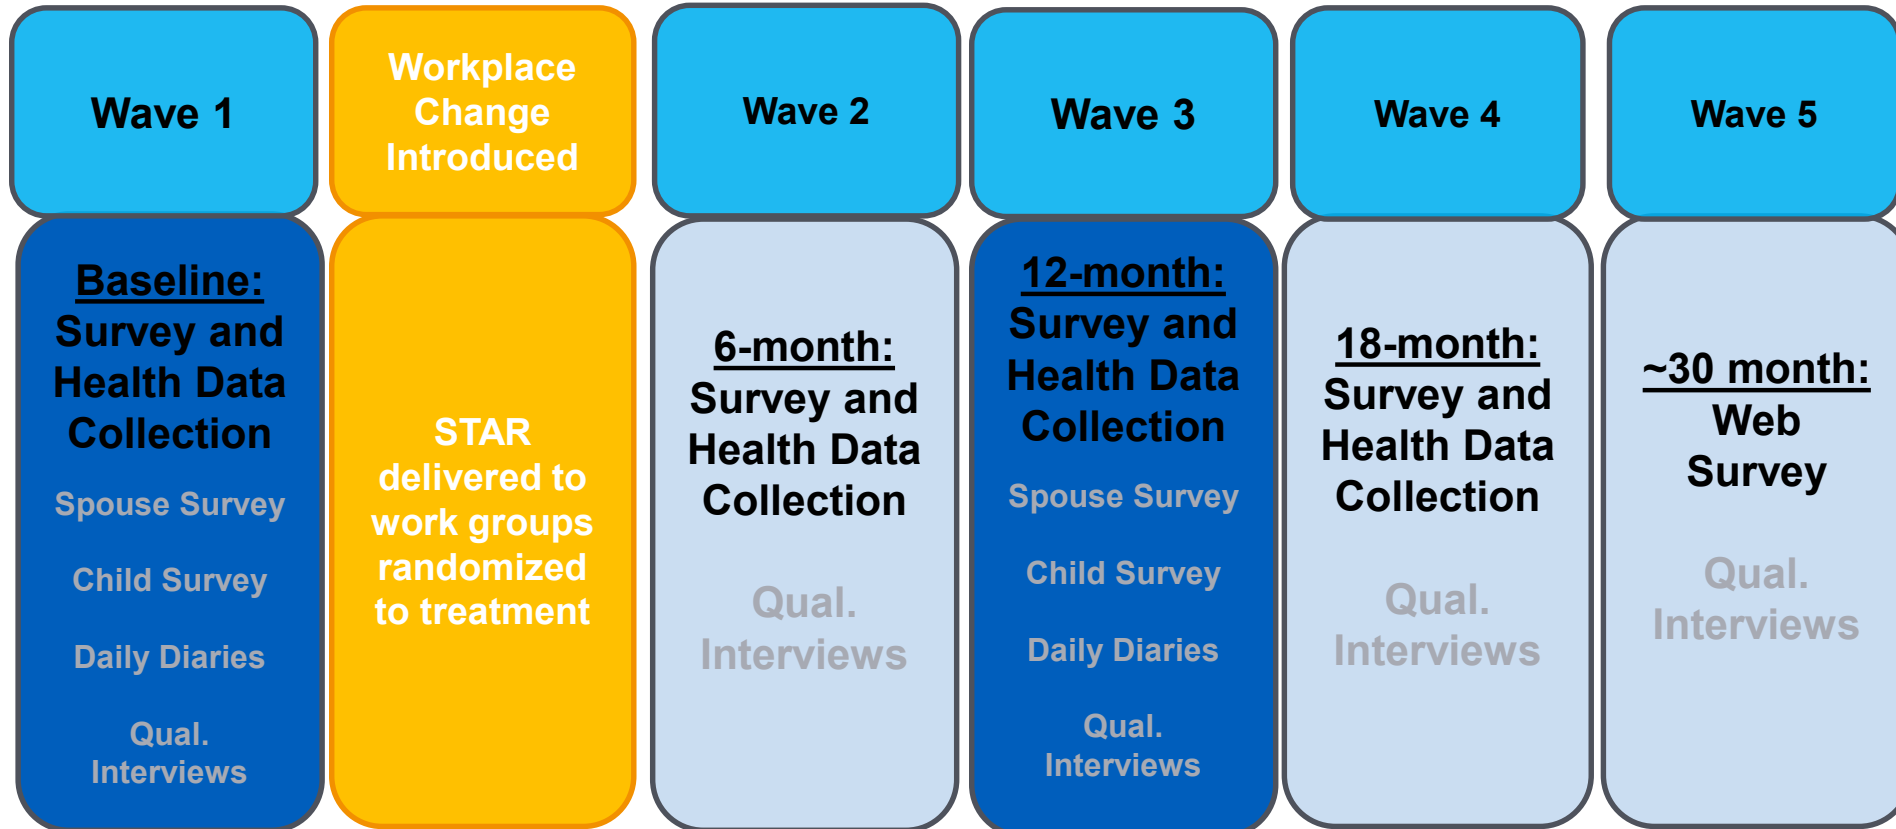 Wave 1
Workplace
Change
Introduced
Wave 2
Wave 3
Wave 4
Wave 5
Baseline:
Survey and
Health Data
Collection
Spouse Survey
Child Survey
Daily Diaries
Qual.
Interviews
STAR
delivered to
work groups
randomized
to treatment
6-month:
Survey and
Health Data
Collection
Qual.
Interviews
12-month:
Survey and
Health Data
Collection
Spouse Survey
Child Survey
Daily Diaries
Qual.
Interviews
18-month:
Survey and
Health Data
Collection
Qual.
Interviews
~30 month:
Web
Survey
Qual.
Interviews